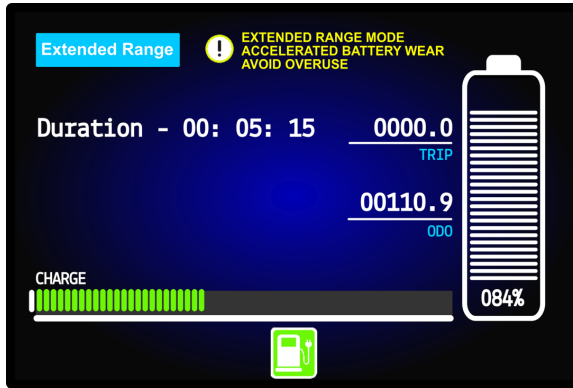 Extended Range
EXTENDED RANGE MODE
ACCELERATED BATTERY WEAR
AVOID OVERUSE
Duration - 00: 05: 15
0000.0
TRIP
00110.9
ODO
CHARGE
084%